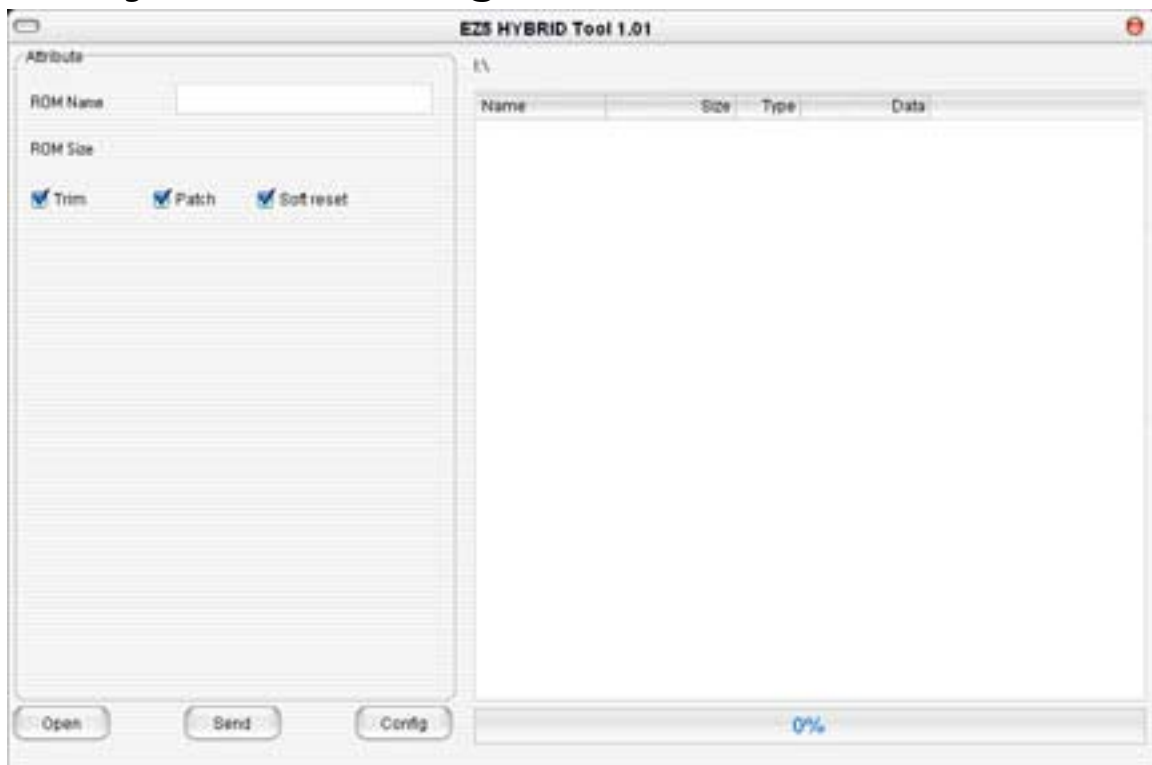 EZ5 HYBRID Tool 1.01
Attribute
ROM Name
ROM Size
Trim Patch Soft reset
Open Send Config
I:\
Name Size Type Data
0%